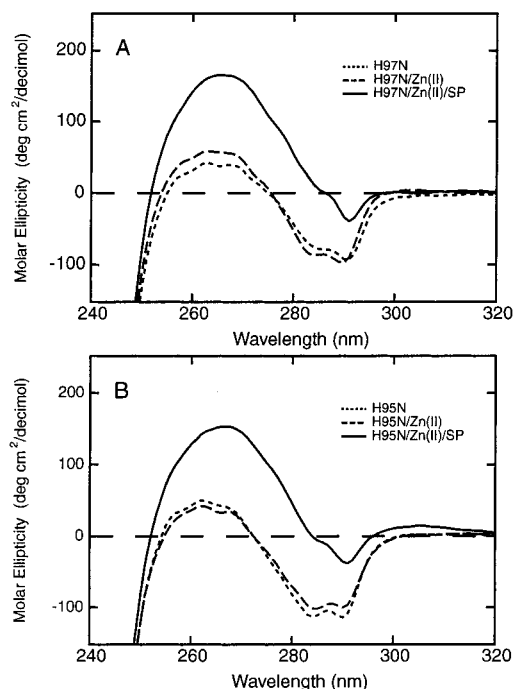 A
H97N
H97N/Zn(II)
H97N/Zn(II)/SP
Molar Ellipticity (deg cm²/decimol)
200
100
0
-100
240 260 280 300 320
Wavelength (nm)
B
H95N
H95N/Zn(II)
H95N/Zn(II)/SP
Molar Ellipticity (deg cm²/decimol)
200
100
0
-100
240 260 280 300 320
Wavelength (nm)